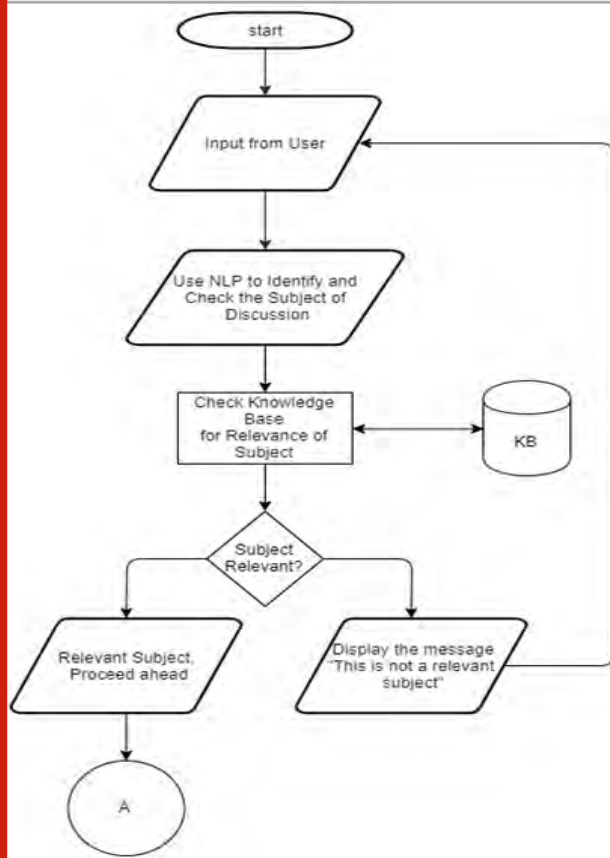 start
Input from User
Use NLP to Identify and
Check the Subject of
Discussion
Check Knowledge
Base
for Relevance of
Subject
KB
Subject
Relevant?
Relevant Subject,
Proceed ahead
Display the message
"This is not a relevant
subject"
A